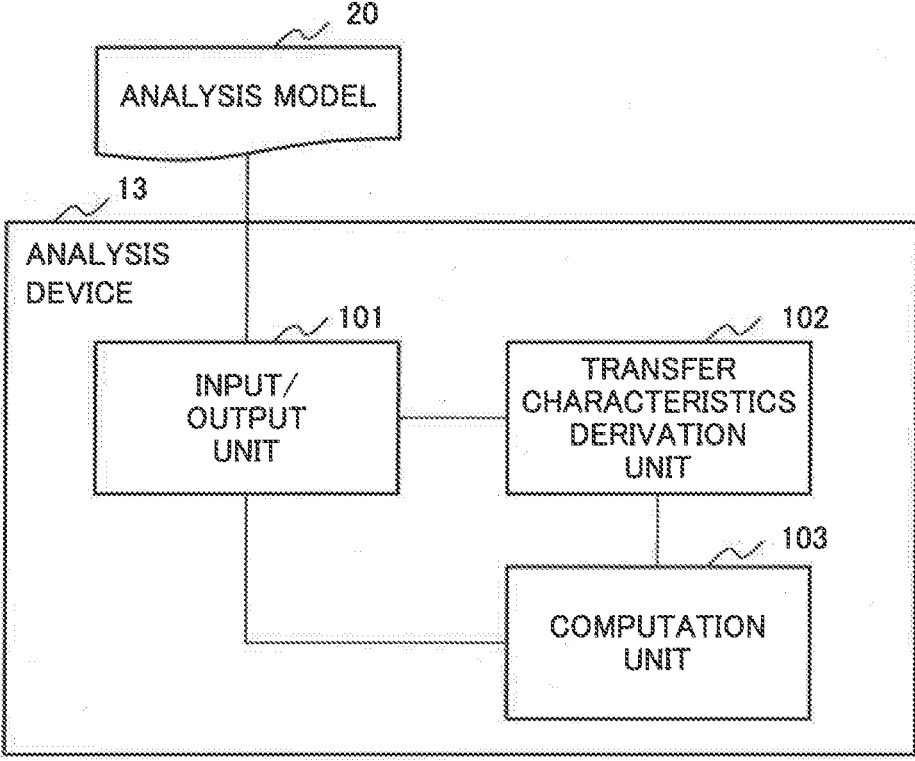 20
ANALYSIS MODEL
13
ANALYSIS
DEVICE
101
INPUT/
OUTPUT
UNIT
102
TRANSFER
CHARACTERISTICS
DERIVATION
UNIT
103
COMPUTATION
UNIT